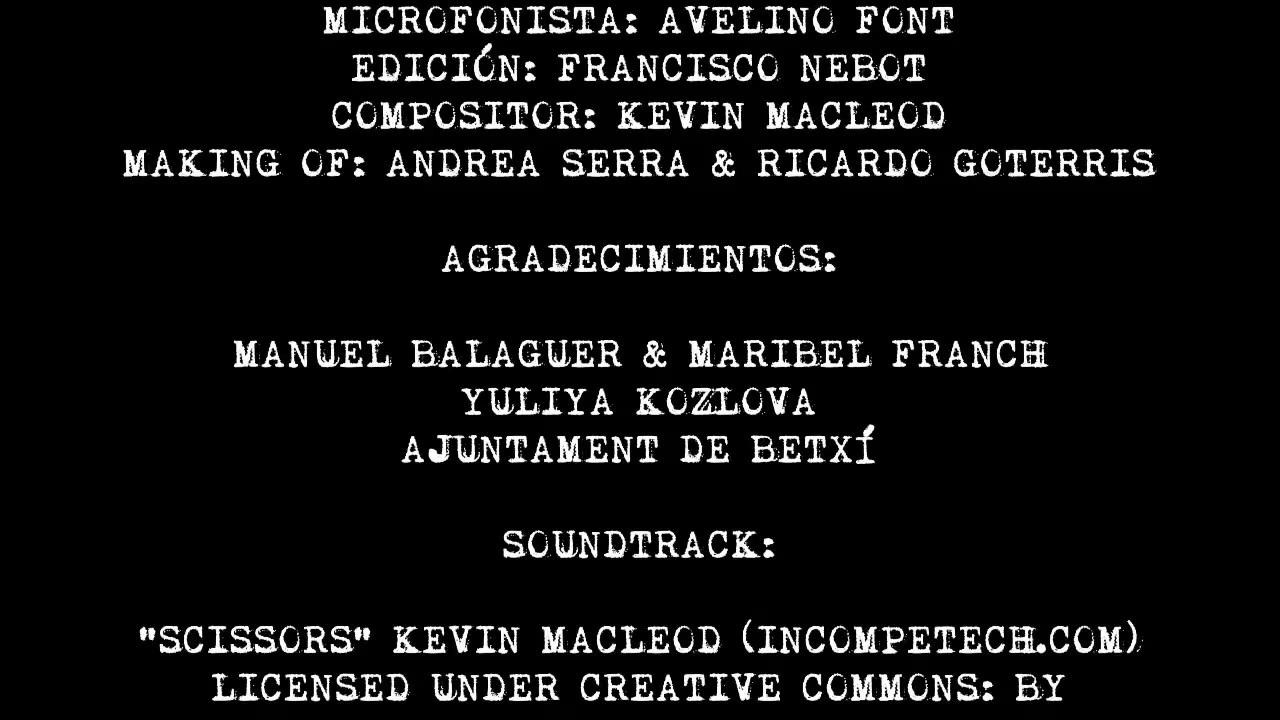 MICROFONISTA: AVELINO FONT
EDICIÓN: FRANCISCO NEBOT
COMPOSITOR: KEVIN MACLEOD
MAKING OF: ANDREA SERRA & RICARDO GOTERRIS
AGRADECIMIENTOS:
MANUEL BALAGUER & MARIBEL FRANCH
YULIYA KOZLOVA
AJUNTAMENT DE BETXÍ
SOUNDTRACK:
"SCISSORS" KEVIN MACLEOD (INCOMPETECH.COM)
LICENSED UNDER CREATIVE COMMONS: BY